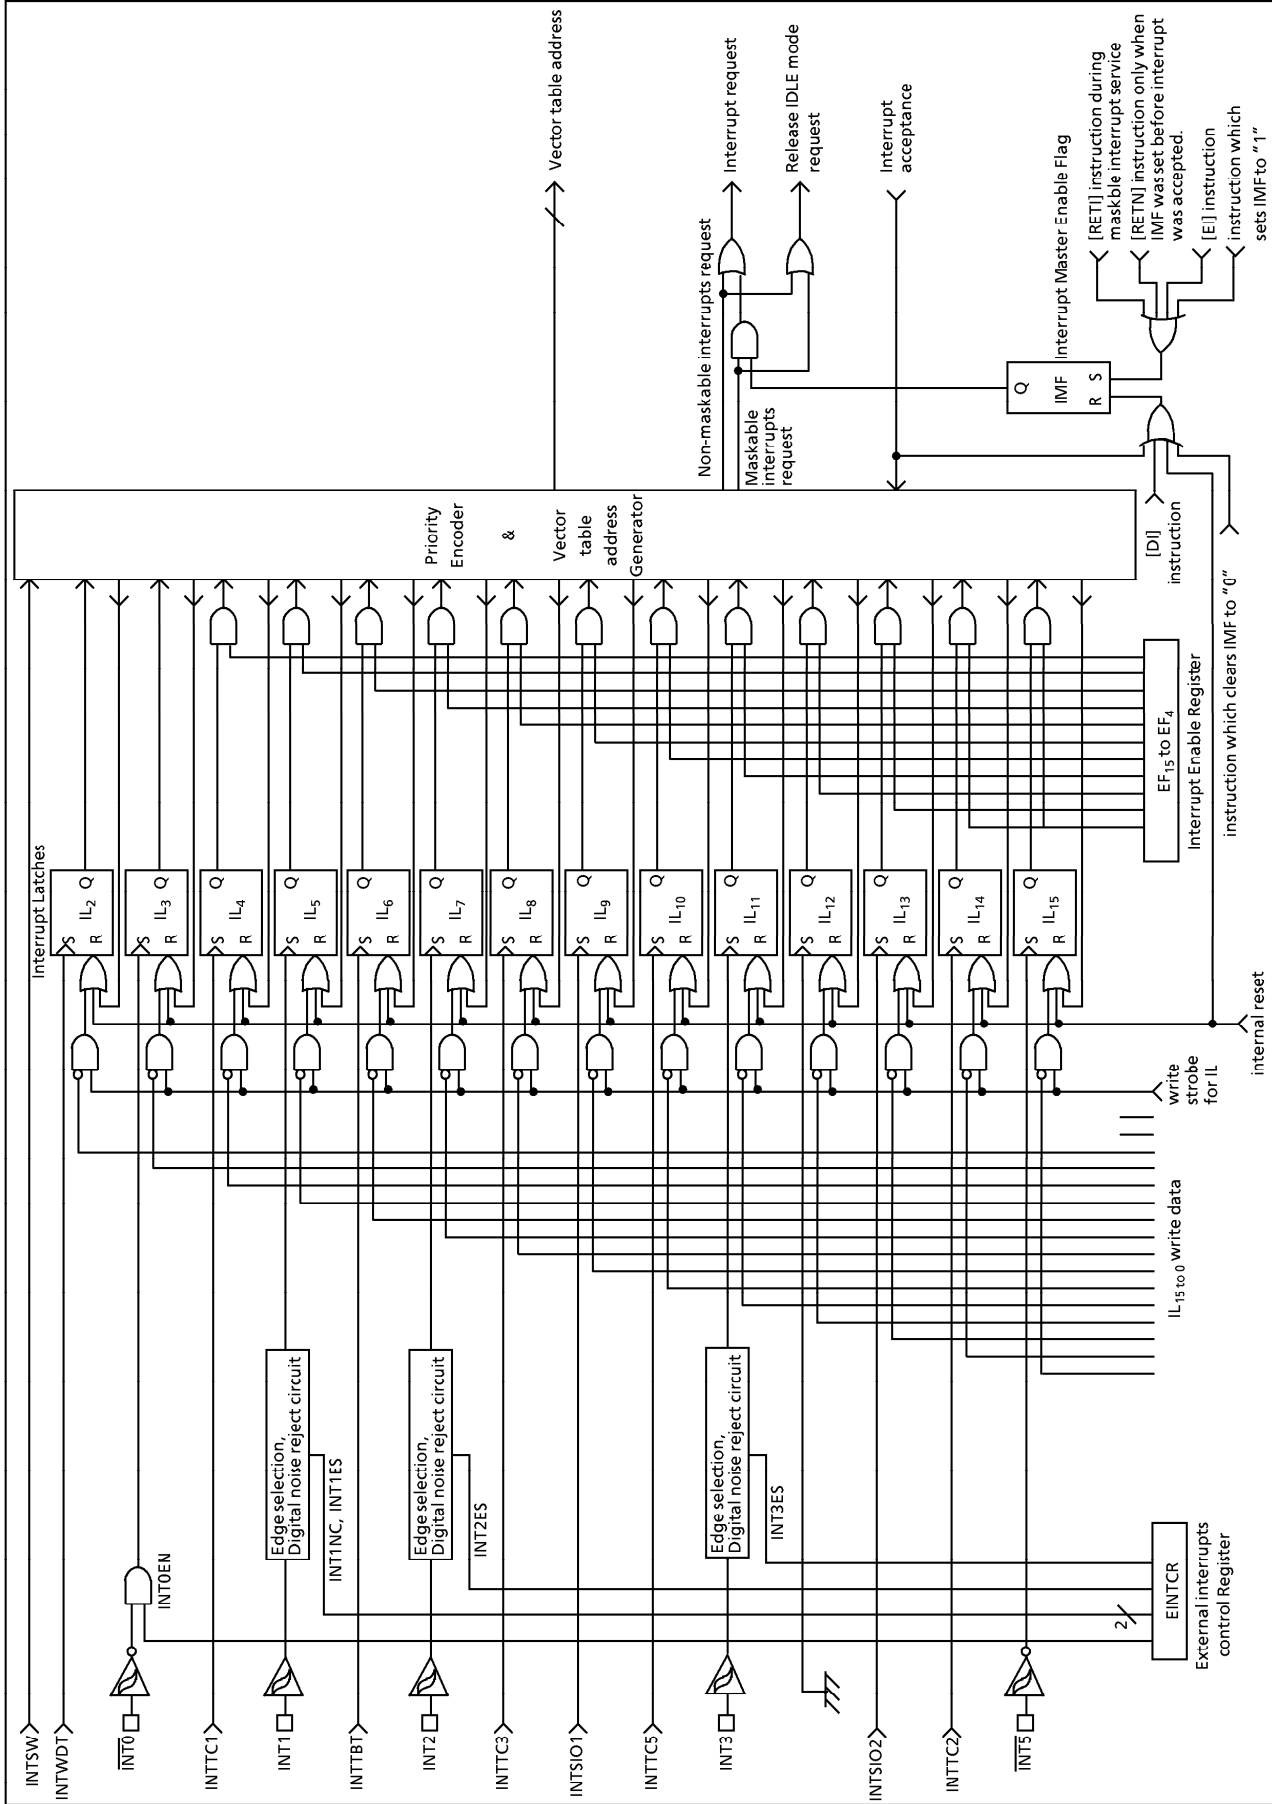 INTSW
INTWDT
INT0
INTTC1
INT1
INTTBT
INT2
INTTC3
INTSIO1
INTTC5
INT3
INTSIO2
INTTC2
INT5
INT0EN
Edge selection,
Digital noise reject circuit
INT1NC, INT1ES
Edge selection,
Digital noise reject circuit
INT2ES
Edge selection,
Digital noise reject circuit
INT3ES
2
EINTCR
External interrupts
control Register
IL15 to 0 write data
write
strobe
for IL
internal reset
Interrupt Latches
S
R
Q
IL2
S
R
Q
IL3
S
R
Q
IL4
S
R
Q
IL5
S
R
Q
IL6
S
R
Q
IL7
S
R
Q
IL8
S
R
Q
IL9
S
R
Q
IL10
S
R
Q
IL11
S
R
Q
IL12
S
R
Q
IL13
S
R
Q
IL14
S
R
Q
IL15
EF15 to EF4
Interrupt Enable Register
instruction which clears IMF to "0"
Priority
Encoder
&
Vector
table
address
Generator
[DI]
instruction
Vector table address
Non-maskable interrupts request
Maskable
interrupts
request
Interrupt request
Release IDLE mode
request
Interrupt
acceptance
Q
IMF
R
S
Interrupt Master Enable Flag
[RETI] instruction during
maskble interrupt service
[RETN] instruction only when
IMF was set before interrupt
was accepted.
[EI] instruction
instruction which
sets IMF to "1"